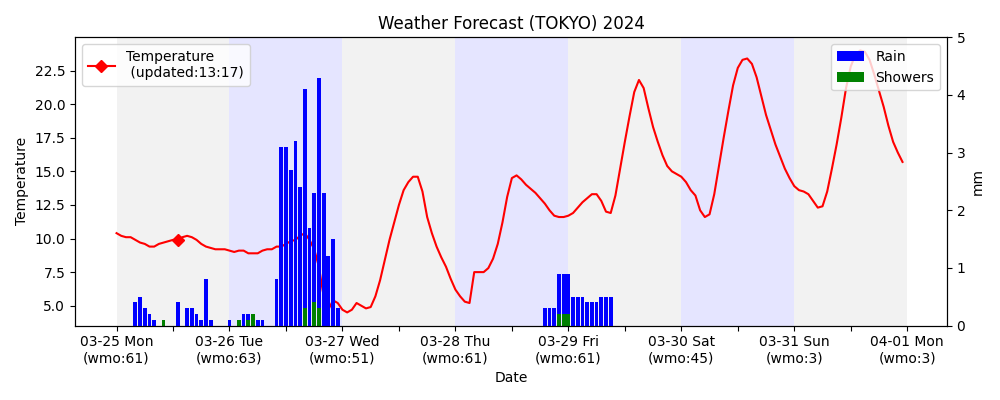 Weather Forecast (TOKYO) 2024
Temperature
(updated:13:17)
Rain
Showers
22.5
20.0
17.5
15.0
12.5
10.0
7.5
5.0
Temperature
5
4
3
2
1
0
mm
03-25 Mon
(wmo:61)
03-26 Tue
(wmo:63)
03-27 Wed
(wmo:51)
03-28 Thu
(wmo:61)
03-29 Fri
(wmo:61)
03-30 Sat
(wmo:45)
03-31 Sun
(wmo:3)
04-01 Mon
(wmo:3)
Date